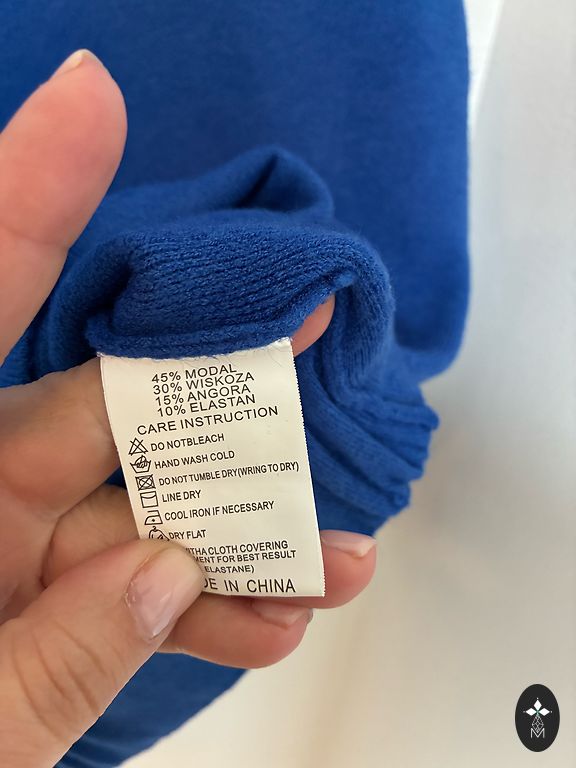 45% MODAL
30% WISKOZA
15% ANGORA
10% ELASTAN
CARE INSTRUCTION
DO NOTBLEACH
HAND WASH COLD
DO NOT TUMBLE DRY(WRING TO DRY)
LINE DRY
COOL IRON IF NECESSARY
DRY FLAT
A CLOTH COVERING
FOR BEST RESULT
ELASTANE)
IN CHINA
M